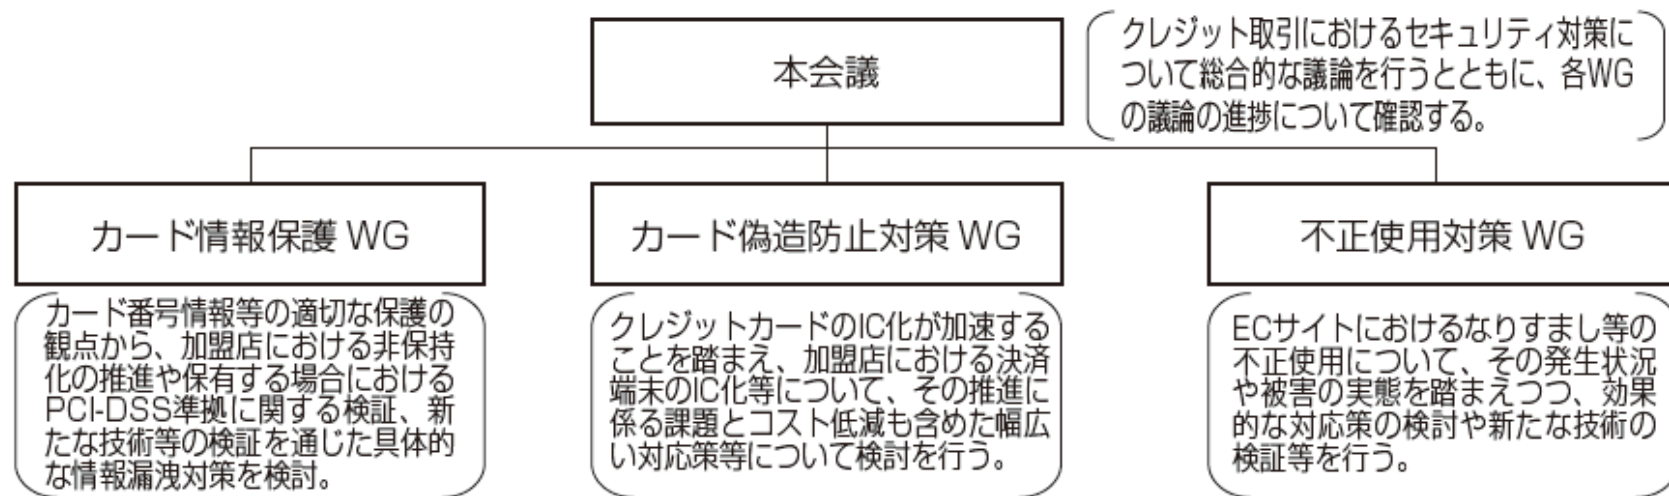 本会議
クレジット取引におけるセキュリティ対策に
ついて総合的な議論を行うとともに、各WG
の議論の進捗について確認する。
カード情報保護 WG
カード番号情報等の適切な保護の
観点から、加盟店における非保持
化の推進や保有する場合における
PCI-DSS準拠に関する検証、新
たな技術等の検証を通じた具体的
な情報漏洩対策を検討。
カード偽造防止対策 WG
クレジットカードのIC化が加速する
ことを踏まえ、加盟店における決済
端末のIC化等について、その推進に
係る課題とコスト低減も含めた幅広
い対応策等について検討を行う。
不正使用対策 WG
ECサイトにおけるなりすまし等の
不正使用について、その発生状況
や被害の実態を踏まえつつ、効果
的な対応策の検討や新たな技術の
検証等を行う。